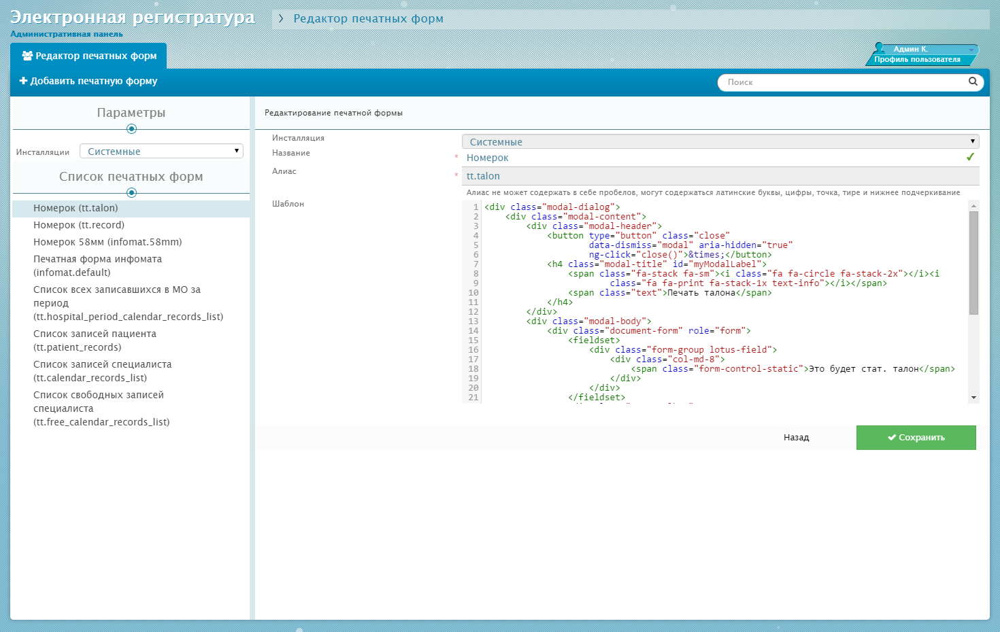 Электронная регистратура
Административная панель
Редактор печатных форм
Редактор печатных форм
Админ К.
Профиль пользователя
Добавить печатную форму
Поиск
Параметры
Инсталляции
Системные
Список печатных форм
Номерок (tt.talon)
Номерок (tt.record)
Номерок 58мм (infomat.58mm)
Печатная форма инфомата
(infomat.default)
Список всех записавшихся в МО за
период
(tt.hospital_period_calendar_records_list)
Список записей пациента
(tt.patient_records)
Список записей специалиста
(tt.calendar_records_list)
Список свободных записей
специалиста
(tt.free_calendar_records_list)
Редактирование печатной формы
Инсталляция
Системные
Название
* Номерок
Алиас
* tt.talon
Алиас не может содержать в себе пробелов, могут содержаться латинские буквы, цифры, точка, тире и нижнее подчеркивание
Шаблон
1 <div class="modal-dialog">
2 <div class="modal-content">
3 <div class="modal-header">
4 <button type="button" class="close"
5 data-dismiss="modal" aria-hidden="true"
6 ng-click="close()">&times;</button>
7 <h4 class="modal-title" id="myModalLabel">
8 <span class="fa-stack fa-sm"><i class="fa fa-circle fa-stack-2x"></i><i
9 class="fa fa-print fa-stack-1x text-info"></i></span>
10 <span class="text">Печать талона</span>
11 </h4>
12 </div>
13 <div class="modal-body">
14 <div class="document-form" role="form">
15 <fieldset>
16 <div class="form-group lotus-field">
17 <div class="col-md-8">
18 <span class="form-control-static">Это будет стат. талон</span>
19 </div>
20 </div>
21 </fieldset>
Назад
Сохранить